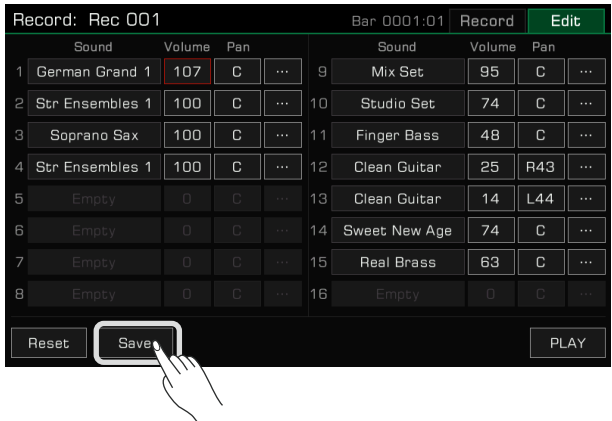 Record: Rec 001 Bar 0001:01 Record Edit
Sound Volume Pan Sound Volume Pan
1 German Grand 1 107 C ... 9 Mix Set 95 C ...
2 Str Ensembles 1 100 C ... 10 Studio Set 74 C ...
3 Soprano Sax 100 C ... 11 Finger Bass 48 C ...
4 Str Ensembles 1 100 C ... 12 Clean Guitar 25 R43 ...
5 Empty 0 C ... 13 Clean Guitar 14 L44 ...
6 Empty 0 C ... 14 Sweet New Age 74 C ...
7 Empty 0 C ... 15 Real Brass 63 C ...
8 Empty 0 C ... 16 Empty 0 C ...
Reset Save PLAY